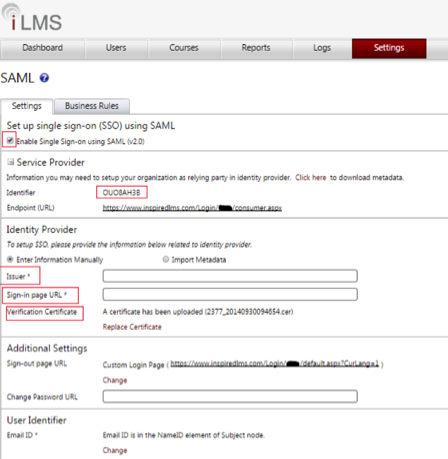 iLMS
Dashboard Users Courses Reports Logs Settings
SAML ?
Settings Business Rules
Set up single sign-on (SSO) using SAML
Enable Single Sign-on using SAML (v2.0)
Service Provider
Information you may need to setup your organization as relying party in identity provider. Click here to download metadata.
Identifier OUO8AH3B
Endpoint (URL) https://www.inspiredlms.com/Login/ /consumer.aspx
Identity Provider
To setup SSO, please provide the information below related to identity provider.
Enter Information Manually Import Metadata
Issuer *
Sign-in page URL *
Verification Certificate A certificate has been uploaded (2377_20140930094654.cer)
Replace Certificate
Additional Settings
Sign-out page URL Custom Login Page ( https://www.inspiredlms.com/Login/ /default.aspx?CurLang=1 )
Change
Change Password URL
User Identifier
Email ID * Email ID is in the NameID element of Subject node.
Change